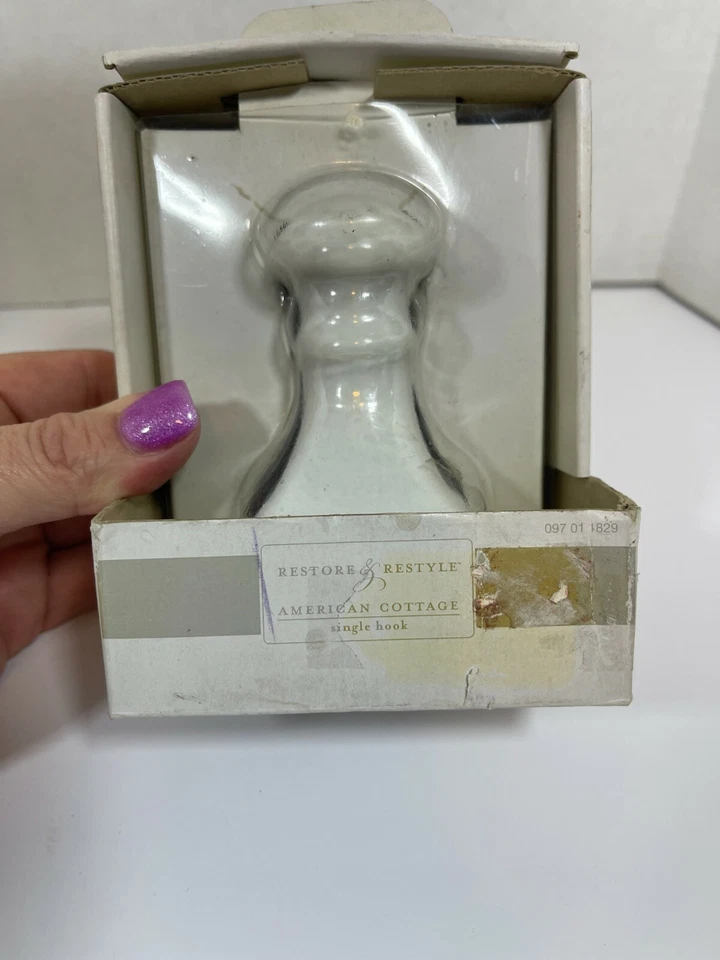 097 01 1829
RESTORE & RESTYLE™
AMERICAN COTTAGE
single hook